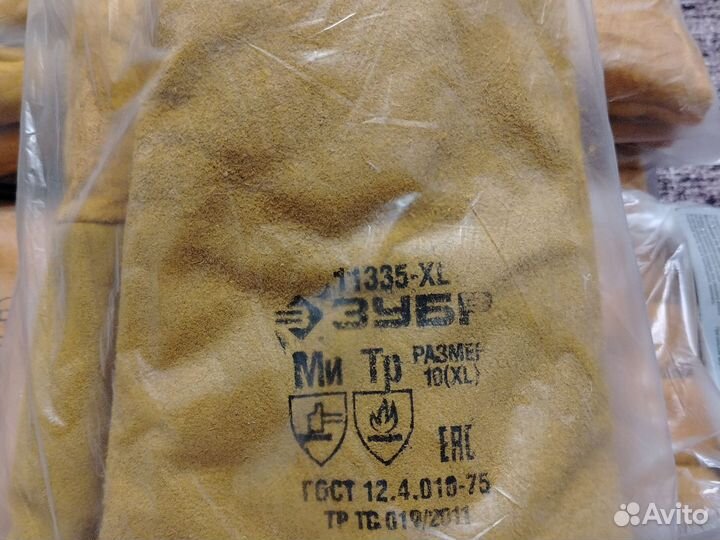 11335-XL
ЗУБР
Ми Тр РАЗМЕР
10(XL)
EAC
ГОСТ 12.4.010-75
ТР ТС 019/2011
Avito